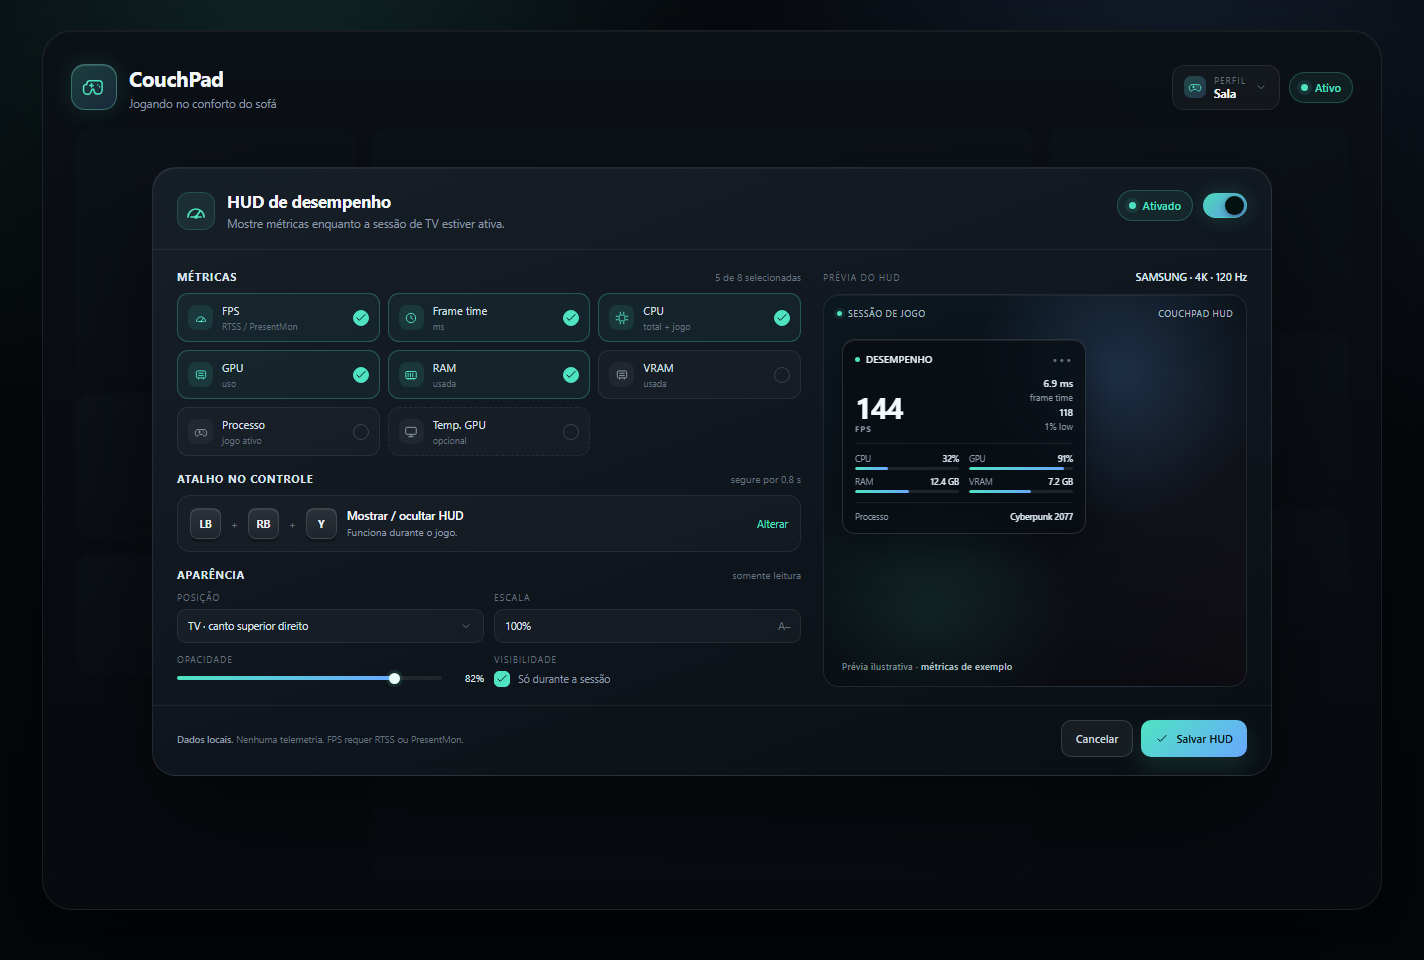 CouchPad
Jogando no conforto do sofá
PERFIL
Sala
Ativo
HUD de desempenho
Mostre métricas enquanto a sessão de TV estiver ativa.
Ativado
MÉTRICAS
5 de 8 selecionadas
FPS
RTSS / PresentMon
Frame time
ms
CPU
total + jogo
GPU
uso
RAM
usada
VRAM
usada
Processo
jogo ativo
Temp. GPU
opcional
ATALHO NO CONTROLE
segure por 0,8 s
LB + RB + Y
Mostrar / ocultar HUD
Funciona durante o jogo.
Alterar
APARÊNCIA
somente leitura
POSIÇÃO
TV · canto superior direito
ESCALA
100%
A–
OPACIDADE
82%
VISIBILIDADE
Só durante a sessão
PRÉVIA DO HUD
SAMSUNG · 4K · 120 Hz
SESSÃO DE JOGO
COUCHPAD HUD
DESEMPENHO
144
FPS
6.9 ms
frame time
118
1% low
CPU 32%
GPU 91%
RAM 12.4 GB
VRAM 7.2 GB
Processo
Cyberpunk 2077
Prévia ilustrativa - métricas de exemplo
Dados locais. Nenhuma telemetria. FPS requer RTSS ou PresentMon.
Cancelar
Salvar HUD